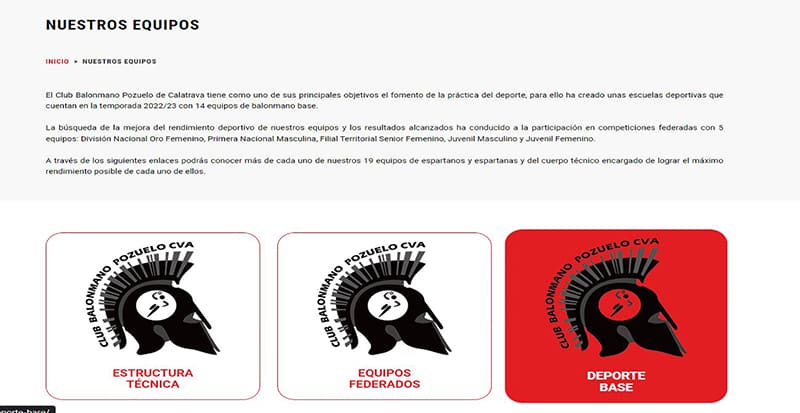 NUESTROS EQUIPOS
INICIO ▸ NUESTROS EQUIPOS
El Club Balonmano Pozuelo de Calatrava tiene como uno de sus principales objetivos el fomento de la práctica del deporte, para ello ha creado unas escuelas deportivas que
cuentan en la temporada 2022/23 con 14 equipos de balonmano base.
La búsqueda de la mejora del rendimiento deportivo de nuestros equipos y los resultados alcanzados ha conducido a la participación en competiciones federadas con 5
equipos: División Nacional Oro Femenino, Primera Nacional Masculina, Filial Territorial Senior Femenino, Juvenil Masculino y Juvenil Femenino.
A través de los siguientes enlaces podrás conocer más de cada uno de nuestros 19 equipos de espartanos y espartanas y del cuerpo técnico encargado de lograr el máximo
rendimiento posible de cada uno de ellos.
CLUB BALONMANO POZUELO CVA
ESTRUCTURA
TÉCNICA
CLUB BALONMANO POZUELO CVA
EQUIPOS
FEDERADOS
CLUB BALONMANO POZUELO CVA
DEPORTE
BASE